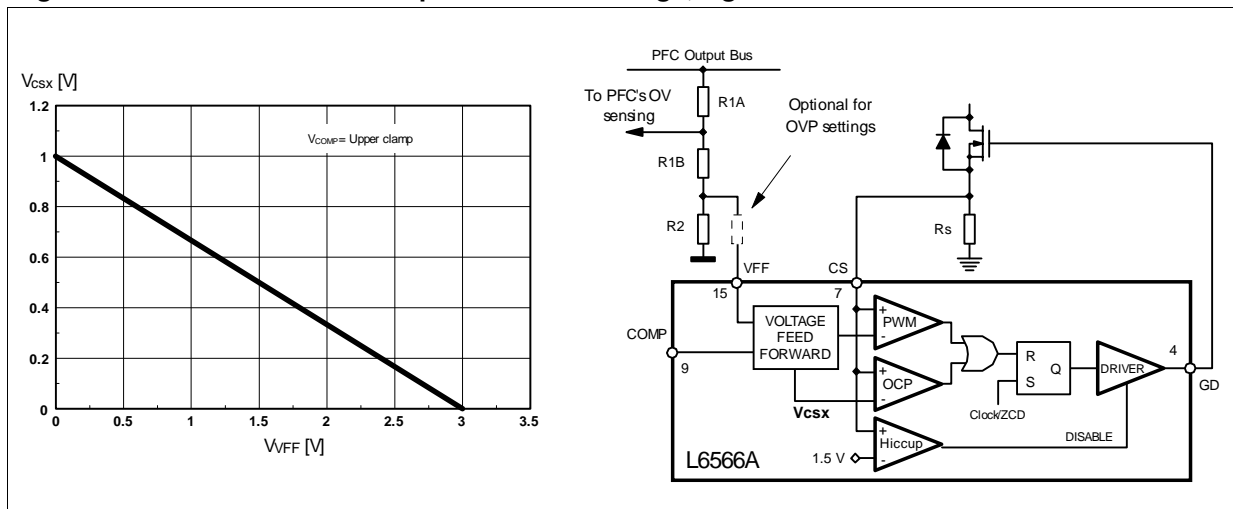 Vcsx [V]
1.2
1
0.8
0.6
0.4
0.2
0
0
0.5
1
1.5
2
2.5
3
3.5
VCOMP= Upper clamp
VVFF [V]
PFC Output Bus
To PFC's OV
sensing
R1A
Optional for
OVP settings
R1B
R2
Rs
VFF
CS
15
7
COMP
9
VOLTAGE
FEED
FORWARD
+
PWM
-
+
OCP
-
Vcsx
+
Hiccup
-
1.5 V
R
Q
S
Clock/ZCD
DRIVER
4
GD
DISABLE
L6566A